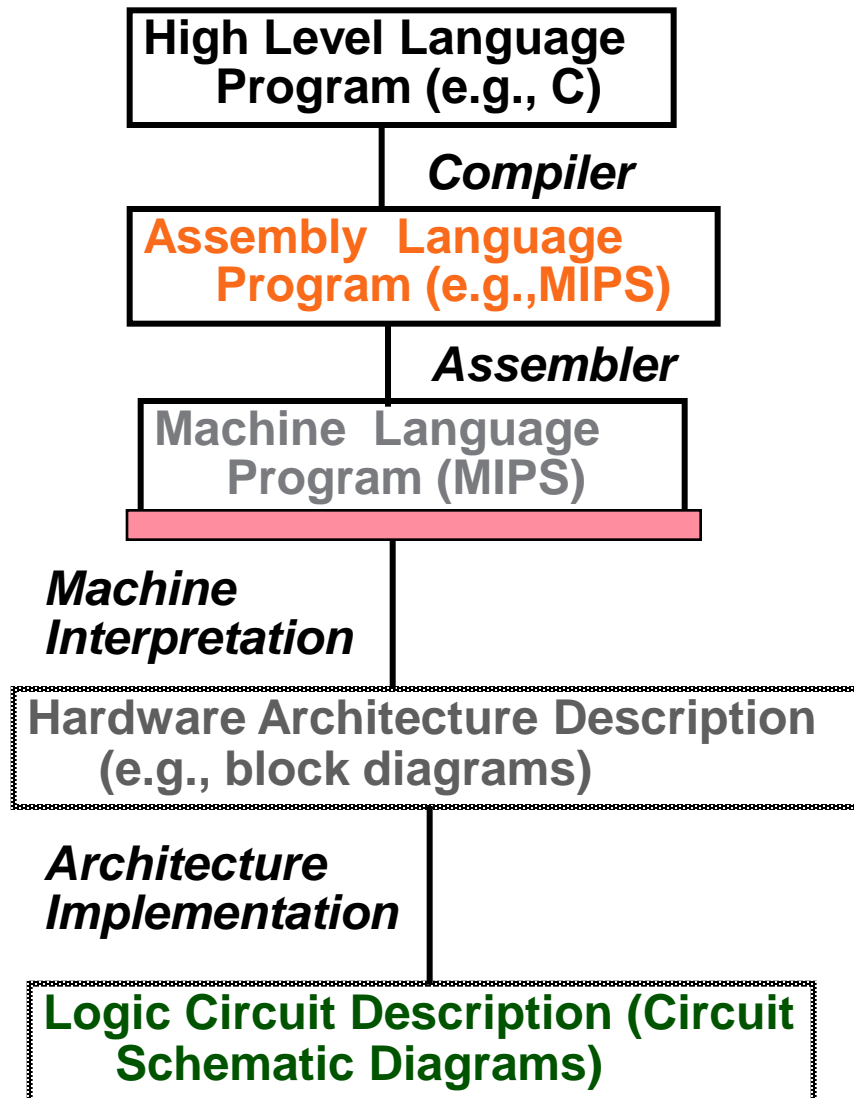 High Level Language
Program (e.g., C)
Compiler
Assembly Language
Program (e.g.,MIPS)
Assembler
Machine Language
Program (MIPS)
Machine
Interpretation
Hardware Architecture Description
(e.g., block diagrams)
Architecture
Implementation
Logic Circuit Description (Circuit
Schematic Diagrams)